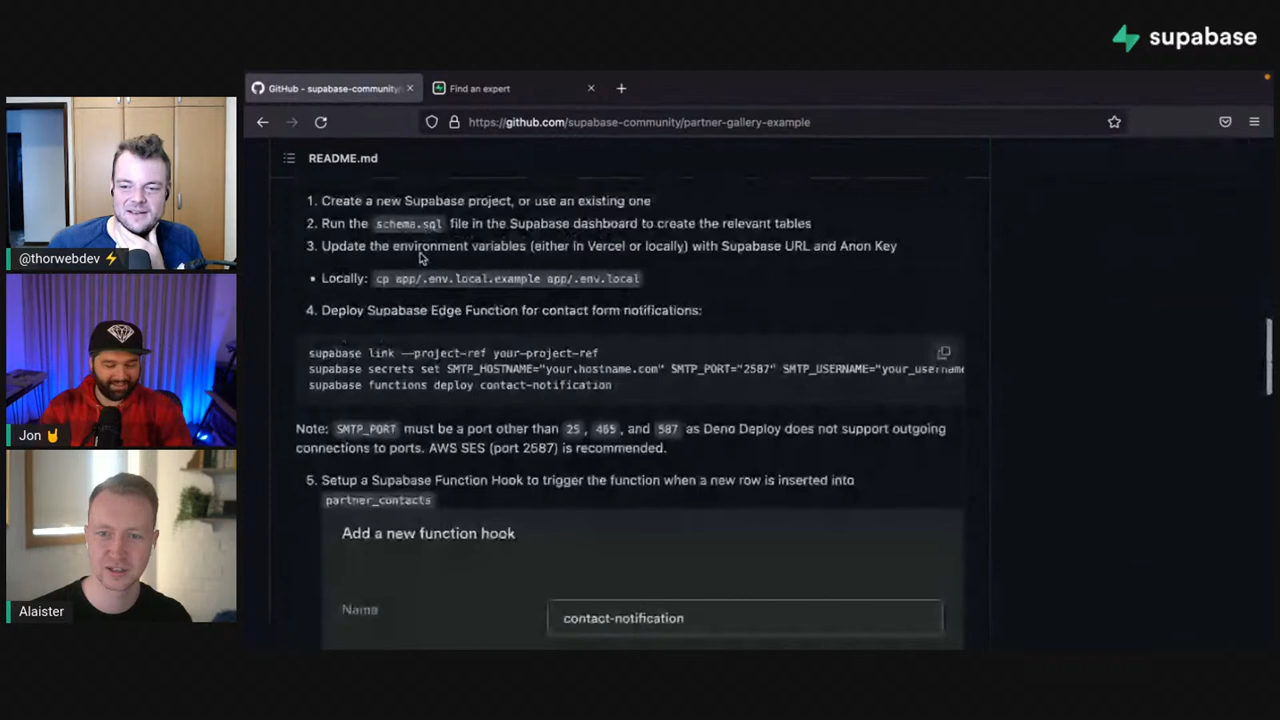 supabase
GitHub - supabase-community/
Find an expert
https://github.com/supabase-community/partner-gallery-example
README.md
1. Create a new Supabase project, or use an existing one
2. Run the schema.sql file in the Supabase dashboard to create the relevant tables
3. Update the environment variables (either in Vercel or locally) with Supabase URL and Anon Key
▪ Locally: cp app/.env.local.example app/.env.local
4. Deploy Supabase Edge Function for contact form notifications:
supabase link --project-ref your-project-ref
supabase secrets set SMTP_HOSTNAME="your.hostname.com" SMTP_PORT="2587" SMTP_USERNAME="your_username
supabase functions deploy contact-notification
Note: SMTP_PORT must be a port other than 25, 465, and 587 as Deno Deploy does not support outgoing
connections to ports. AWS SES (port 2587) is recommended.
5. Setup a Supabase Function Hook to trigger the function when a new row is inserted into
partner_contacts
Add a new function hook
Name
contact-notification
@thorwebdev ⚡
Jon 🤘
Alaister